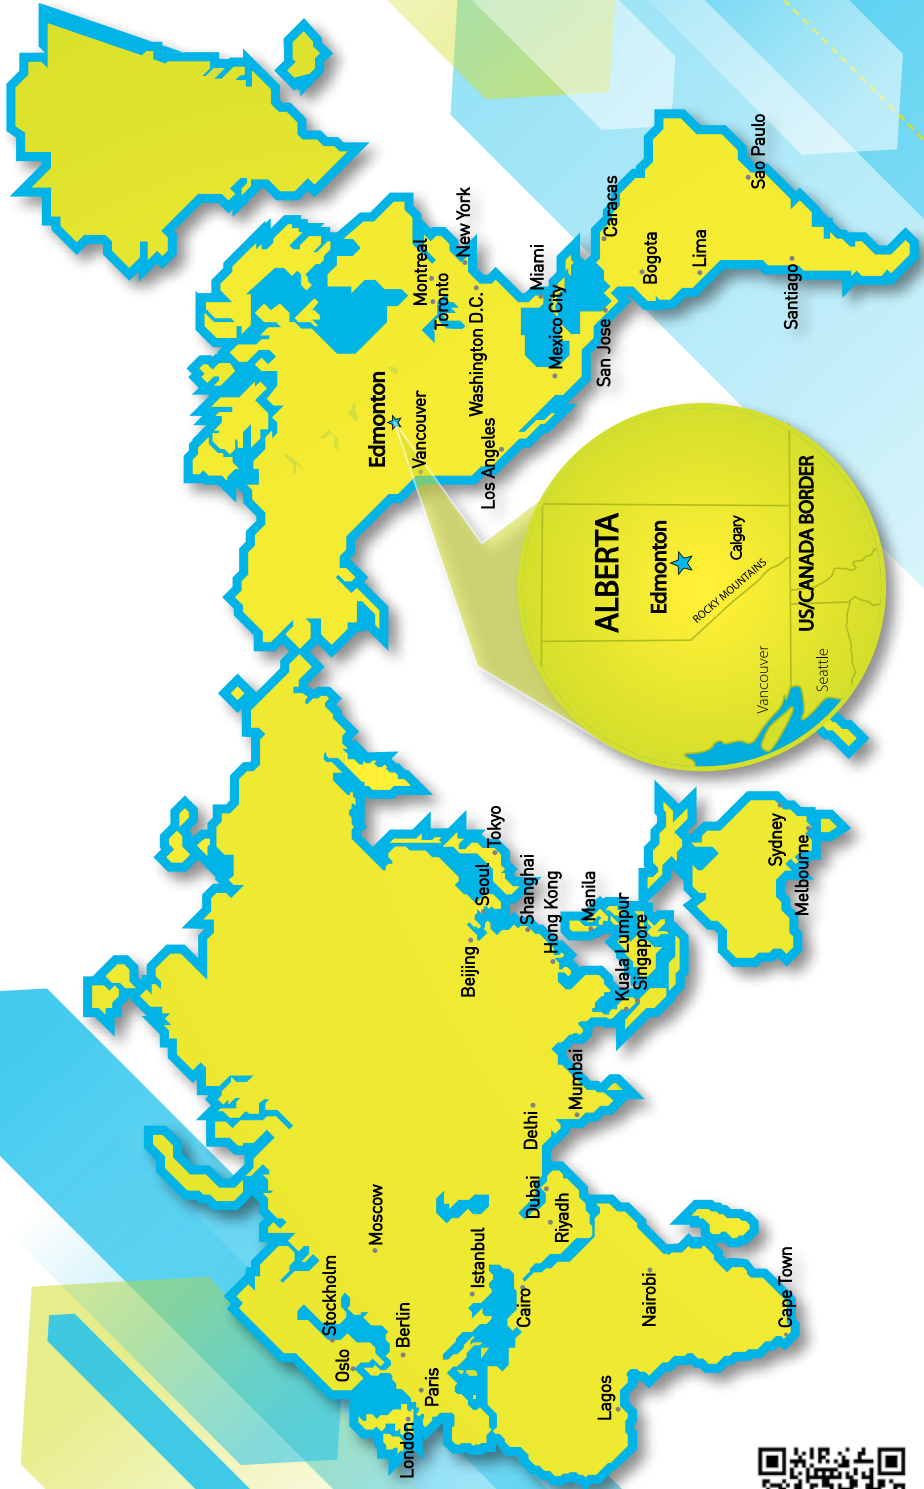 London
Paris
Oslo
Stockholm
Berlin
Moscow
Istanbul
Cairo
Lagos
Nairobi
Cape Town
Riyadh
Dubai
Delhi
Mumbai
Beijing
Seoul
Tokyo
Shanghai
Hong Kong
Manila
Kuala Lumpur
Singapore
Sydney
Melbourne
Edmonton
Vancouver
Los Angeles
Washington D.C.
Toronto
Montreal
New York
Miami
Mexico City
San Jose
Caracas
Bogota
Lima
Santiago
Sao Paulo
ALBERTA
Edmonton
Calgary
ROCKY MOUNTAINS
US/CANADA BORDER
Vancouver
Seattle